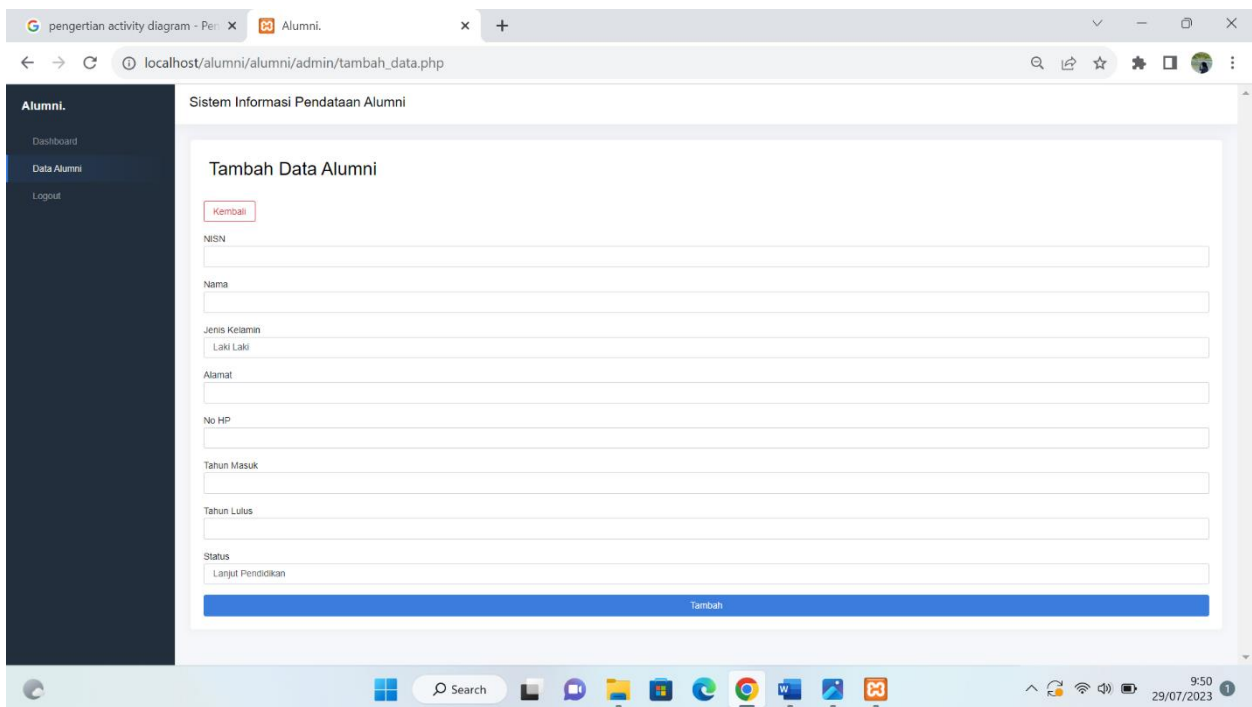 pengertian activity diagram - Pen
Alumni.
localhost/alumni/alumni/admin/tambah_data.php
Alumni.
Sistem Informasi Pendataan Alumni
Dashboard
Data Alumni
Logout
Tambah Data Alumni
Kembali
NISN
Nama
Jenis Kelamin
Laki Laki
Alamat
No HP
Tahun Masuk
Tahun Lulus
Status
Lanjut Pendidikan
Tambah
Search
9:50
29/07/2023
1